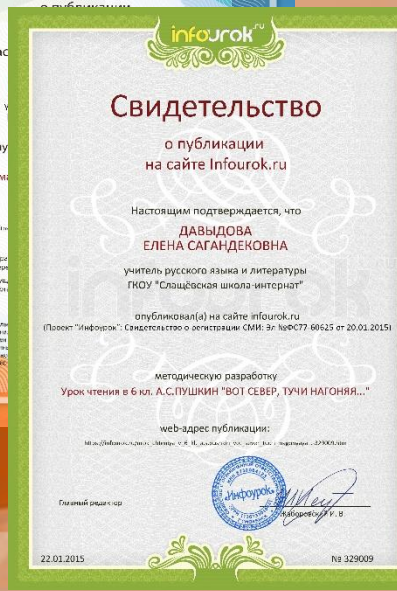 о публикации
infourok
ru
Свидетельство
о публикации
на сайте Infourok.ru
Настоящим подтверждается, что
ДАВЫДОВА
ЕЛЕНА САГАНДЕКОВНА
учитель русского языка и литературы
ГКОУ "Слащёвская школа-интернат"
опубликовал(а) на сайте infourok.ru
(Проект "Инфоурок": Свидетельство о регистрации СМИ: Эл №ФС77-60625 от 20.01.2015)
методическую разработку
Урок чтения в 6 кл. А.С.ПУШКИН "ВОТ СЕВЕР, ТУЧИ НАГОНЯЯ..."
web-адрес публикации:
Инфоурок
Главный редактор
Жаборовский И. В.
22.01.2015
№ 329009